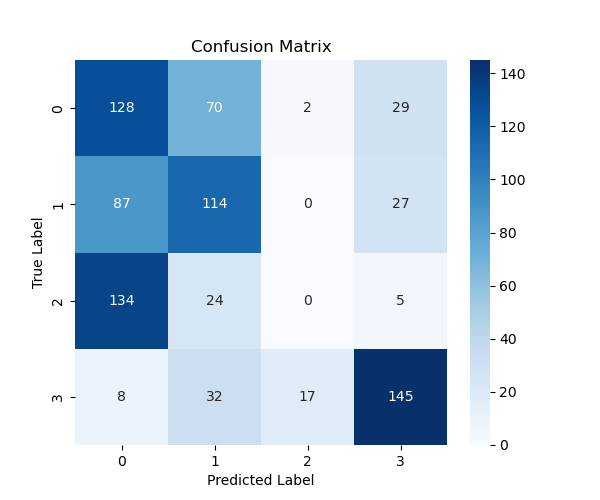 Confusion Matrix
0 128 70 2 29
1 87 114 0 27
2 134 24 0 5
3 8 32 17 145
0 1 2 3
True Label
Predicted Label
140
120
100
80
60
40
20
0